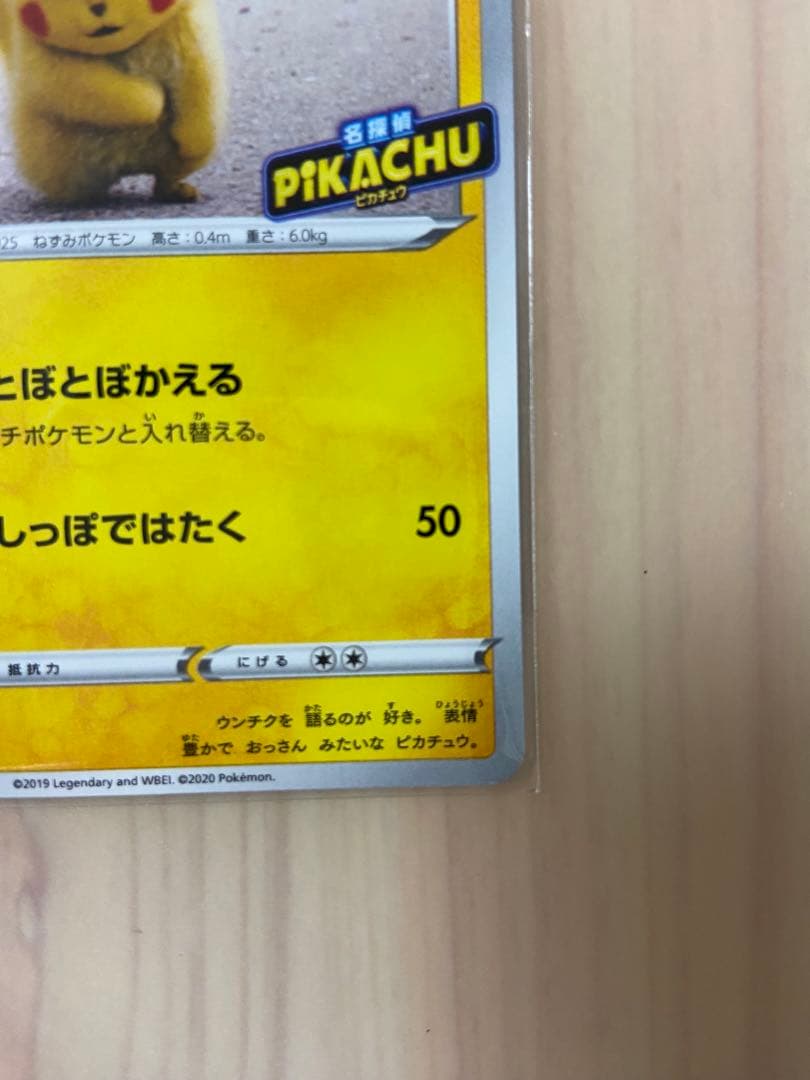 名探偵
PiKACHU
ピカチュウ
025 ねずみポケモン 高さ:0.4m 重さ:6.0kg
とぼとぼかえる
チポケモンと入れ替える。
しっぽではたく 50
抵抗力 にげる
ウンチクを 語るのが 好き。 表情
豊かで おっさん みたいな ピカチュウ。
©2019 Legendary and WBEI. ©2020 Pokémon.